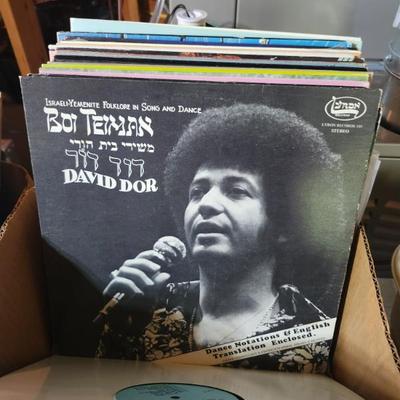 ISRAELI-YEMENITE FOLKLORE IN SONG AND DANCE
BOI TEIMAN
משירי בית הורי
דוד דור
DAVID DOR
STEREO
Dance Notations & English
Translation Enclosed.